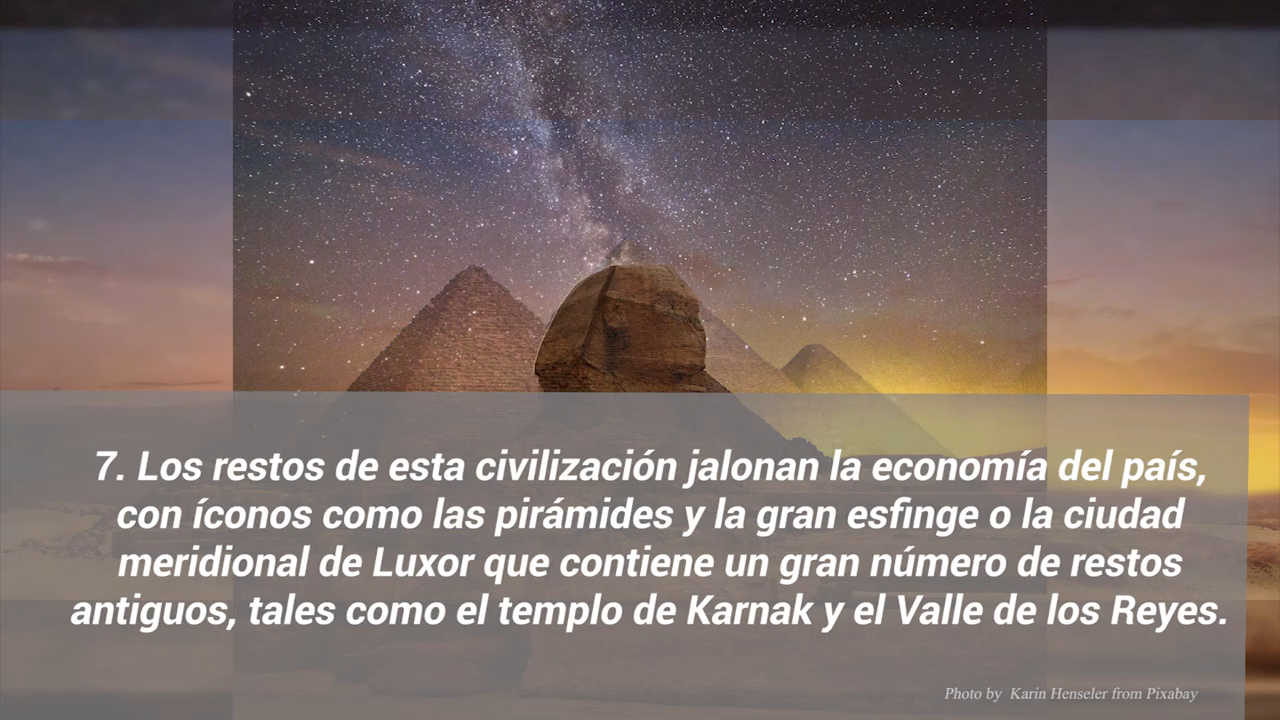 7. Los restos de esta civilización jalonan la economía del país,
con íconos como las pirámides y la gran esfinge o la ciudad
meridional de Luxor que contiene un gran número de restos
antiguos, tales como el templo de Karnak y el Valle de los Reyes.
Photo by Karin Henseler from Pixabay